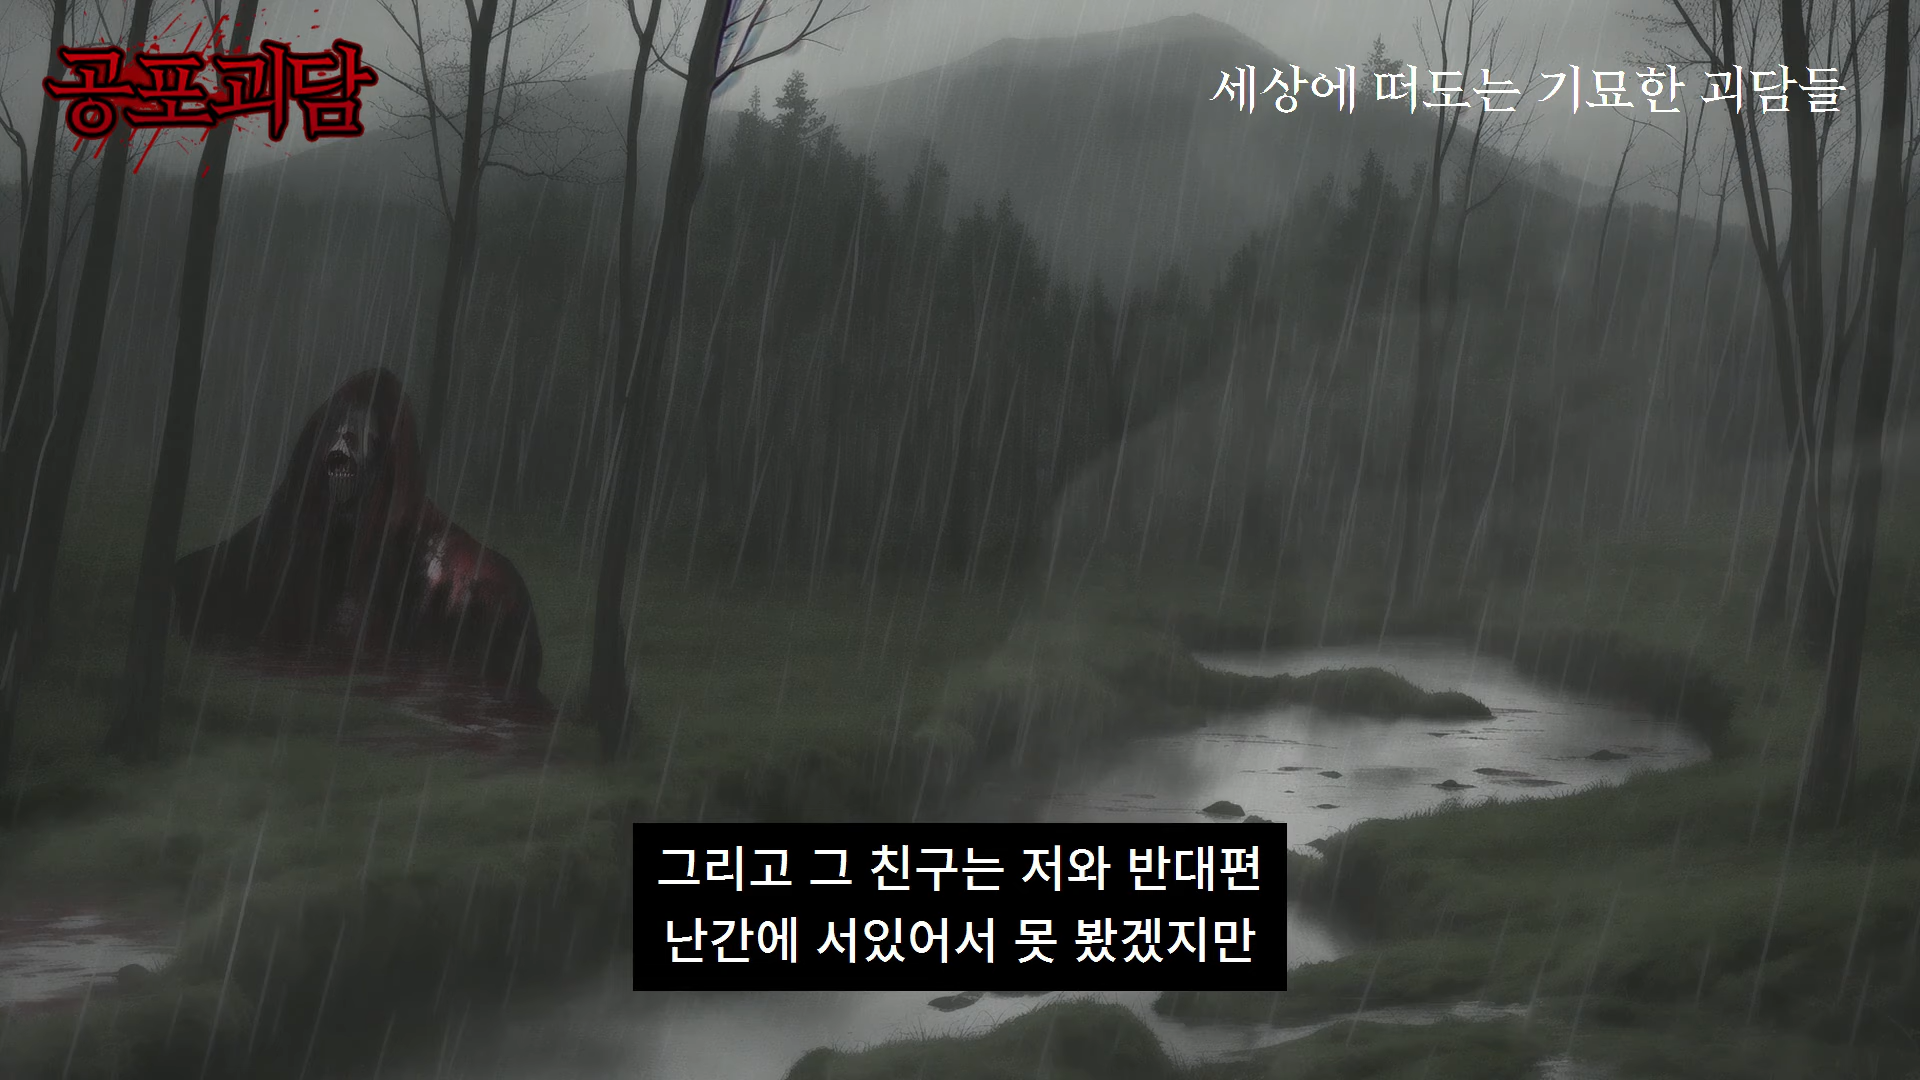 공포괴담
세상에 떠도는 기묘한 괴담들
그리고 그 친구는 저와 반대편
난간에 서있어서 못 봤겠지만